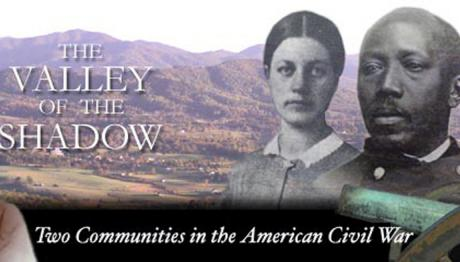 THE
VALLEY
OF THE
SHADOW
Two Communities in the American Civil War